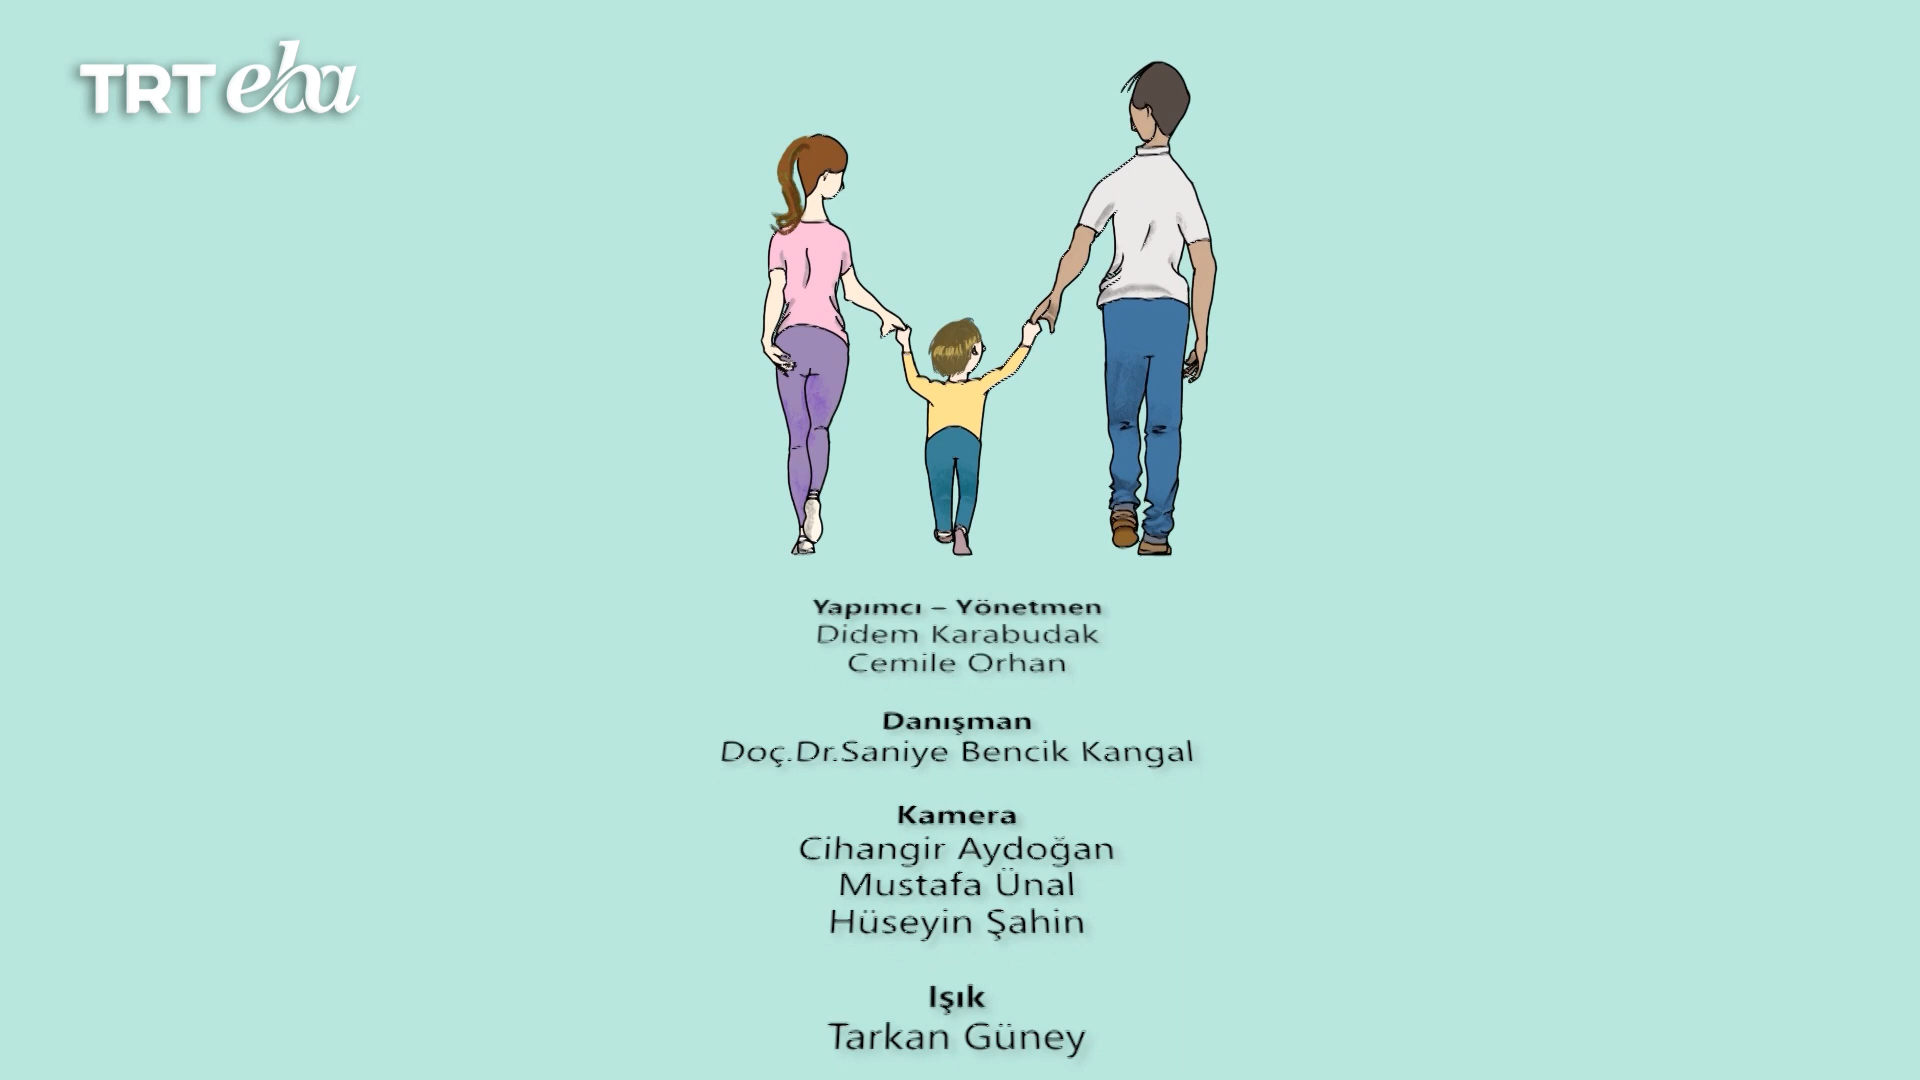 TRT eba
Yapımcı – Yönetmen
Didem Karabudak
Cemile Orhan
Danışman
Doç.Dr.Saniye Bencik Kangal
Kamera
Cihangir Aydoğan
Mustafa Ünal
Hüseyin Şahin
Işık
Tarkan Güney